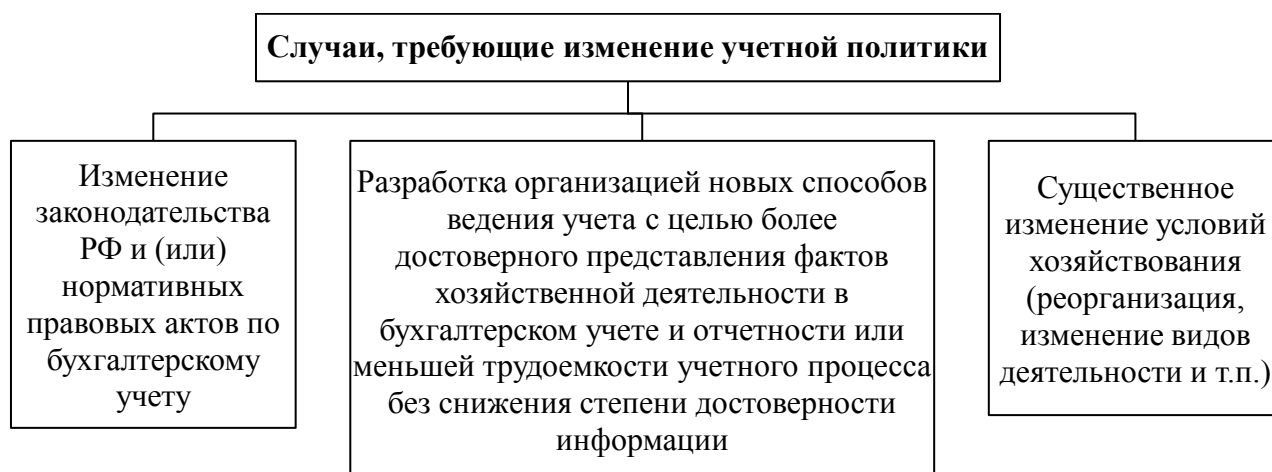 Случаи, требующие изменение учетной политики
Изменение
законодательства
РФ и (или)
нормативных
правовых актов по
бухгалтерскому
учету
Разработка организацией новых способов
ведения учета с целью более
достоверного представления фактов
хозяйственной деятельности в
бухгалтерском учете и отчетности или
меньшей трудоемкости учетного процесса
без снижения степени достоверности
информации
Существенное
изменение условий
хозяйствования
(реорганизация,
изменение видов
деятельности и т.п.)